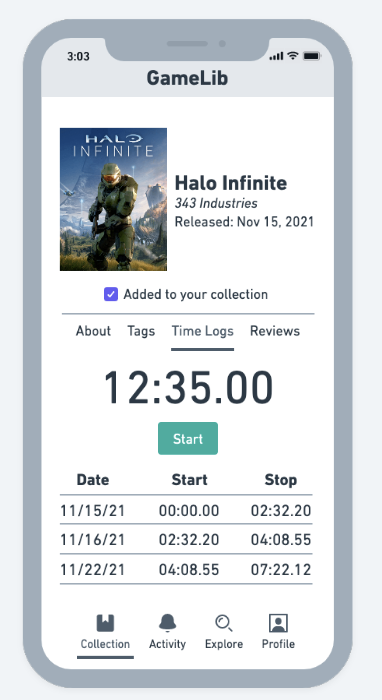 3:03
GameLib
HALO
INFINITE
Halo Infinite
343 Industries
Released: Nov 15, 2021
Added to your collection
About Tags Time Logs Reviews
12:35.00
Start
Date Start Stop
11/15/21 00:00.00 02:32.20
11/16/21 02:32.20 04:08.55
11/22/21 04:08.55 07:22.12
Collection Activity Explore Profile